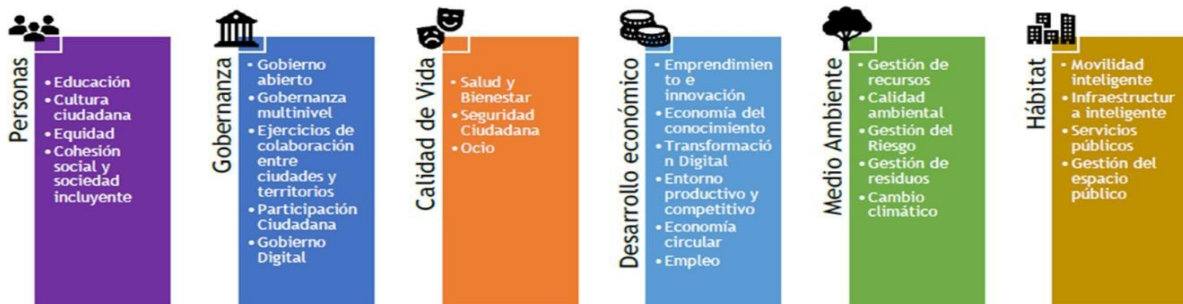 Personas
• Educación
• Cultura
ciudadana
• Equidad
• Cohesión
social y
sociedad
incluyente
Gobernanza
• Gobierno
abierto
• Gobernanza
multinivel
• Ejercicios de
colaboración
entre
ciudades y
territorios
• Participación
Ciudadana
• Gobierno
Digital
Calidad de Vida
• Salud y
Bienestar
• Seguridad
Ciudadana
• Ocio
Desarrollo económico
• Emprendimien
to e
innovación
• Economía del
conocimiento
• Transformació
n Digital
• Entorno
productivo y
competitivo
• Economía
circular
• Empleo
Medio Ambiente
• Gestión de
recursos
• Calidad
ambiental
• Gestión del
Riesgo
• Gestión de
residuos
• Cambio
climático
Hábitat
• Movilidad
inteligente
• Infraestructur
a inteligente
• Servicios
públicos
• Gestión del
espacio
público